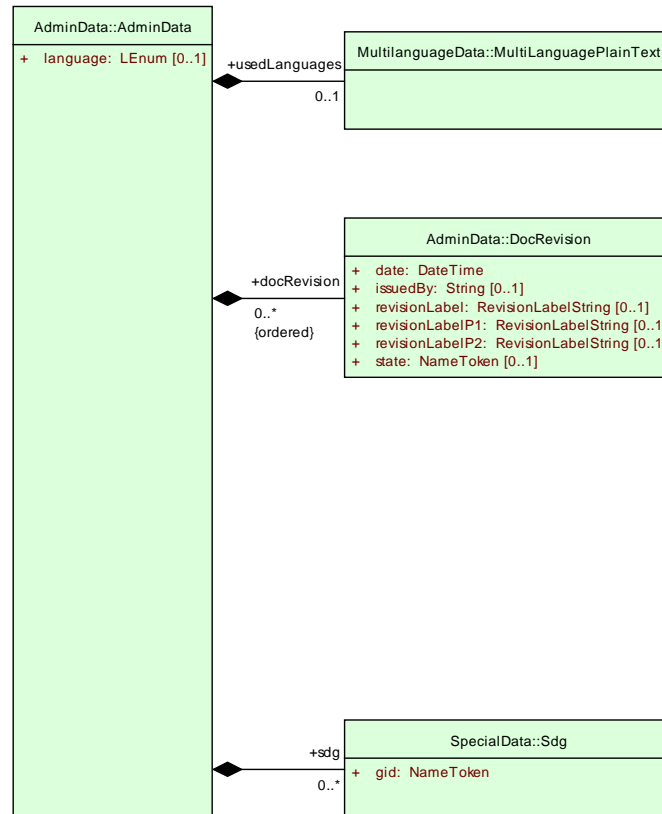 AdminData::AdminData
+ language: LEnum [0..1]
+usedLanguages
0..1
MultilanguageData::MultiLanguagePlainText
AdminData::DocRevision
+ date: DateTime
+ issuedBy: String [0..1]
+ revisionLabel: RevisionLabelString [0..1]
+ revisionLabelP1: RevisionLabelString [0..1
+ revisionLabelP2: RevisionLabelString [0..1
+ state: NameToken [0..1]
+docRevision
0..*
{ordered}
SpecialData::Sdg
+ gid: NameToken
+sdg
0..*